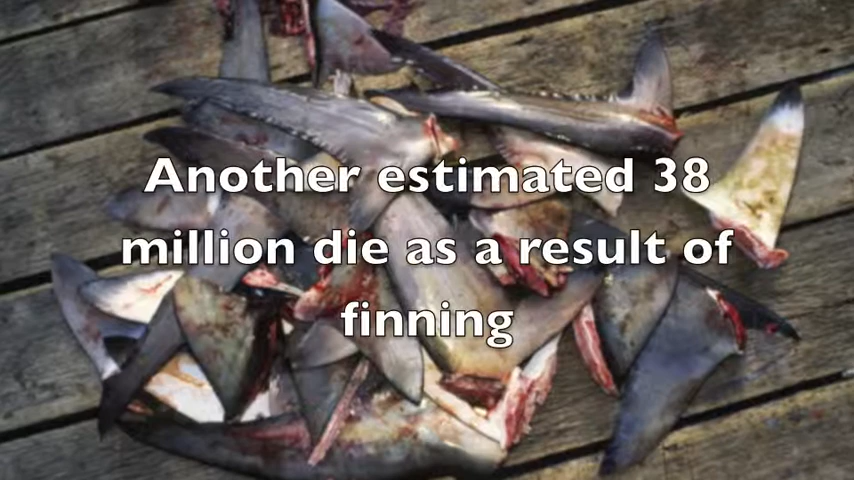 Another estimated 38
million die as a result of
finning